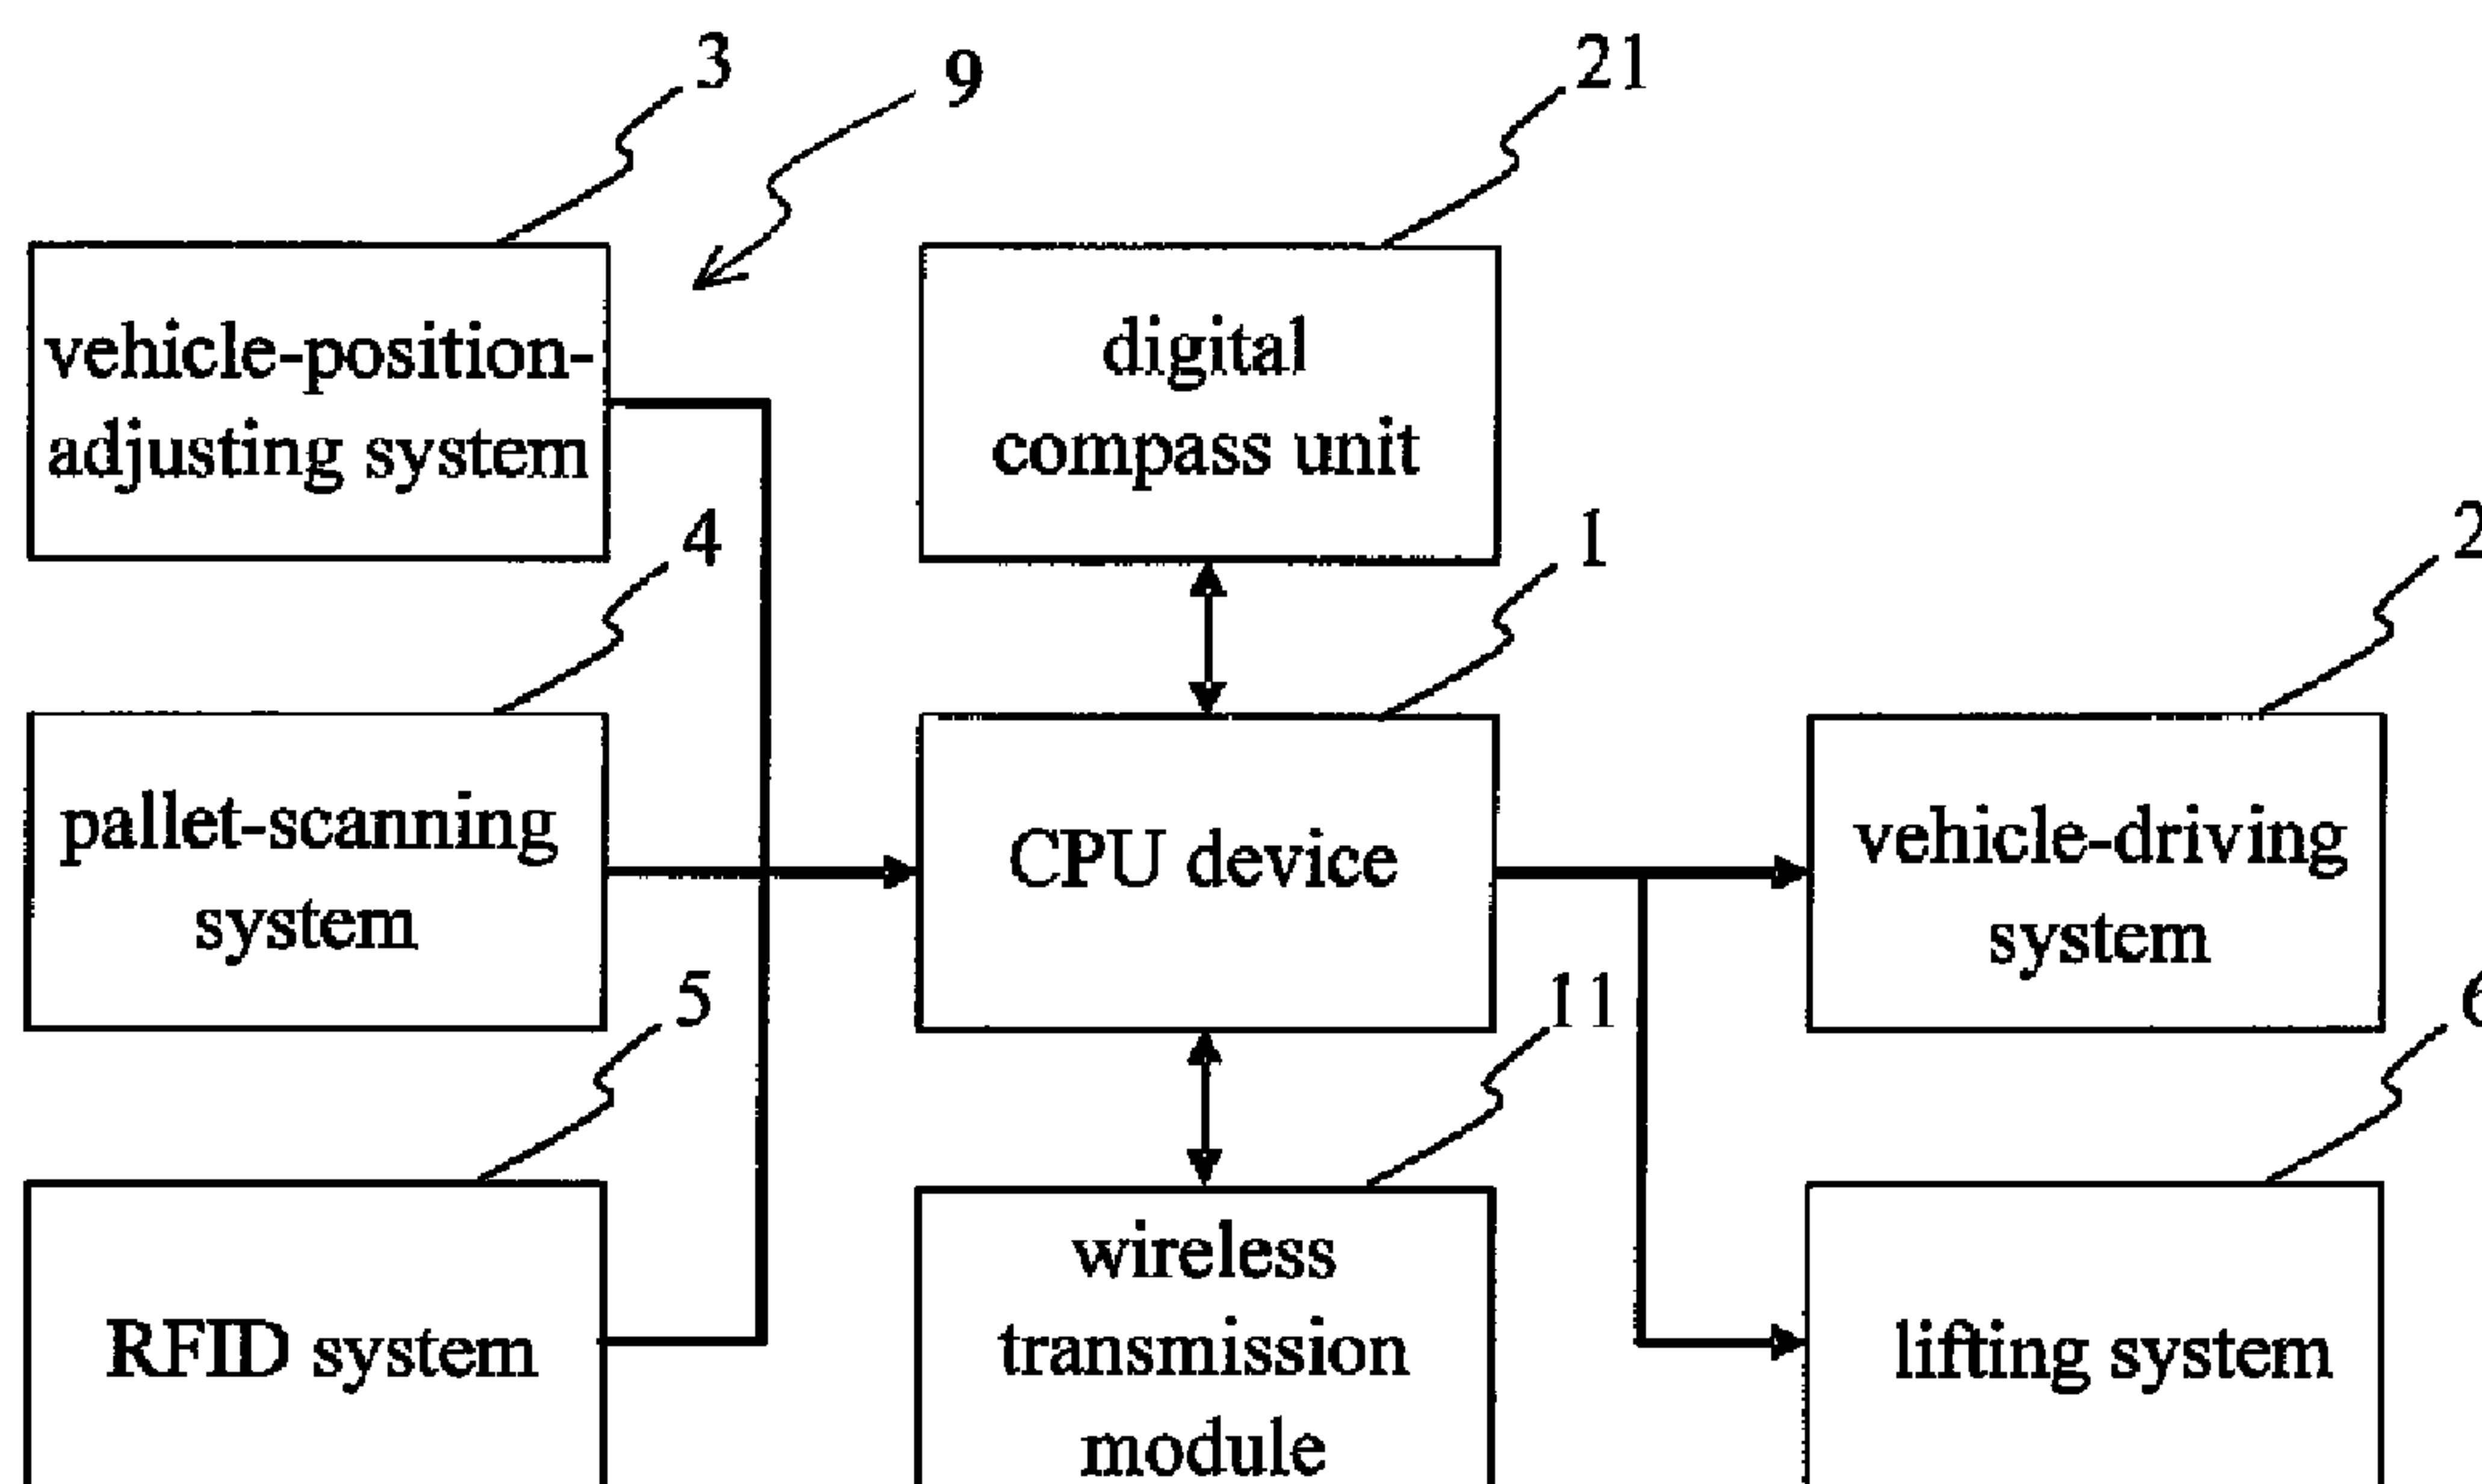 3
9
21
vehicle-position-
adjusting system
digital
compass unit
4
1
2
pallet-scanning
system
CPU device
vehicle-driving
system
5
11
6
RFID system
wireless
transmission
module
lifting system